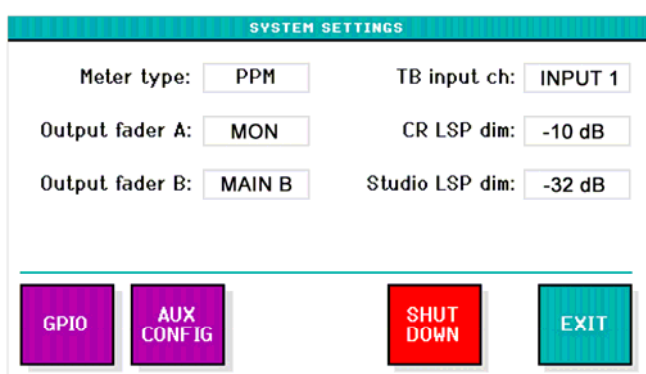 SYSTEM SETTINGS
Meter type: PPM TB input ch: INPUT 1
Output fader A: MON CR LSP dim: -10 dB
Output fader B: MAIN B Studio LSP dim: -32 dB
GPIO
AUX
CONFIG
SHUT
DOWN
EXIT